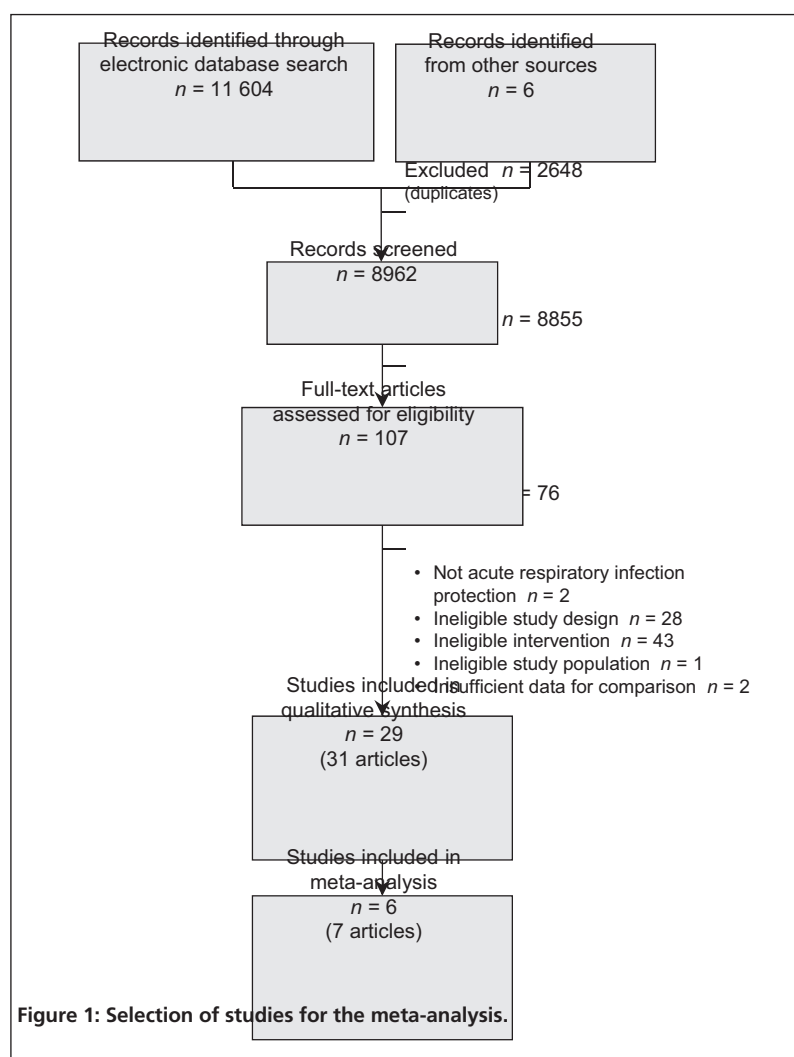 Records identified through
electronic database search
n = 11 604
Records identified
from other sources
n = 6
Excluded n = 2648
(duplicates)
Records screened
n = 8962
n = 8855
Full-text articles
assessed for eligibility
n = 107
= 76
• Not acute respiratory infection
protection n = 2
• Ineligible study design n = 28
• Ineligible intervention n = 43
• Ineligible study population n = 1
• Insufficient data for comparison n = 2
Studies included in
qualitative synthesis
n = 29
(31 articles)
Studies included in
meta-analysis
n = 6
(7 articles)
Figure 1: Selection of studies for the meta-analysis.